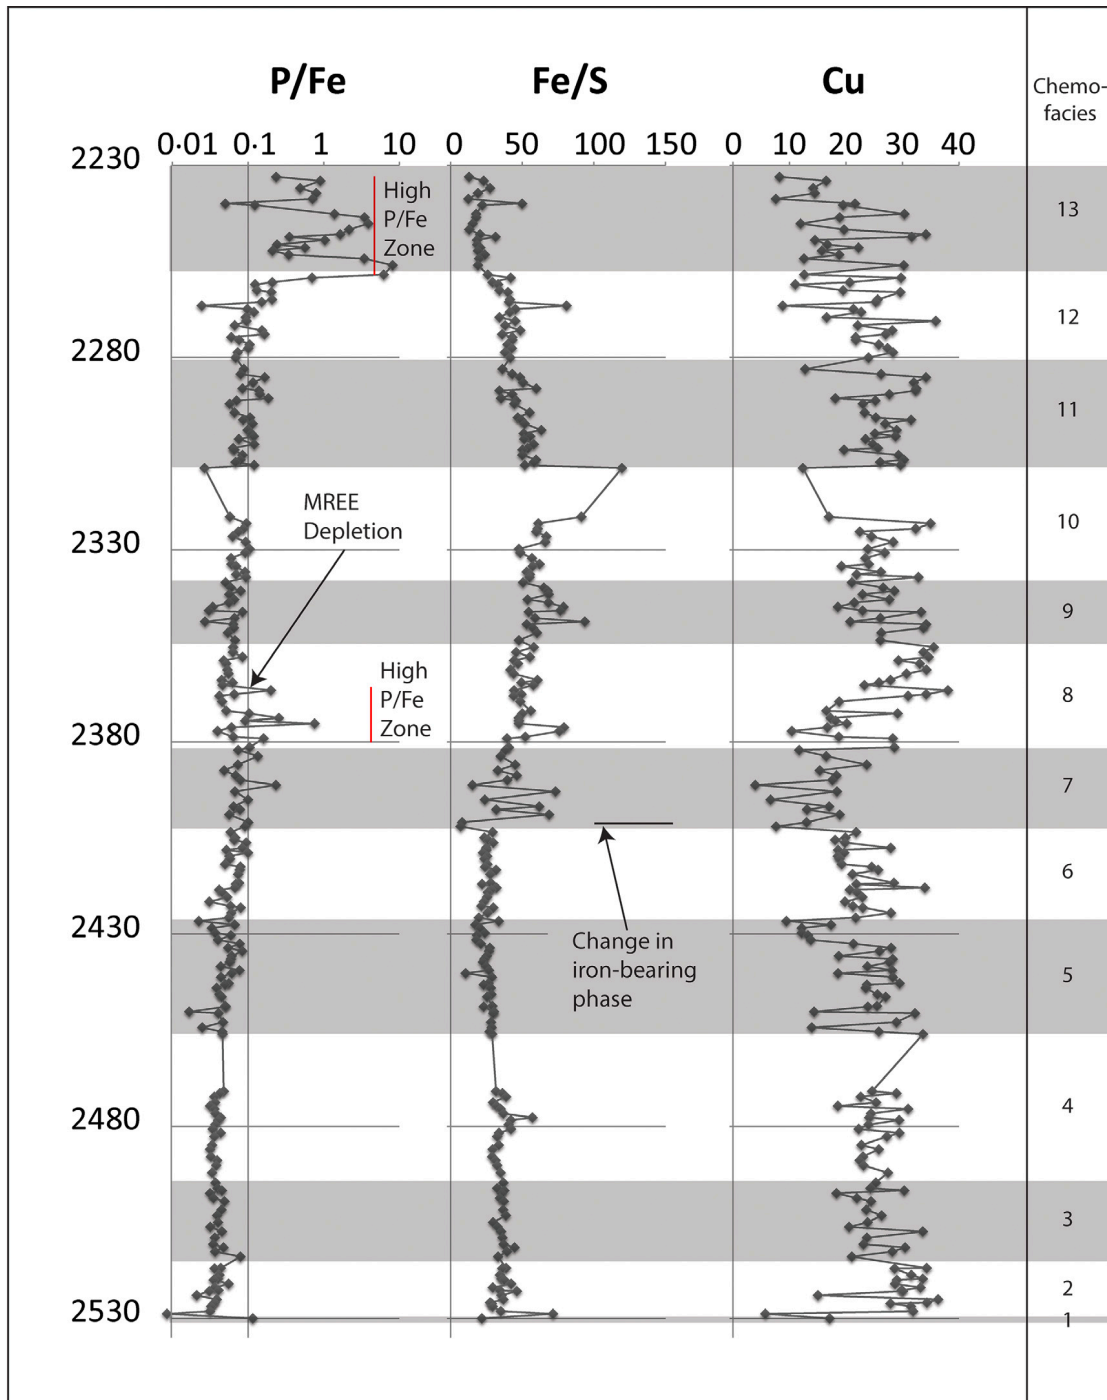 P/Fe Fe/S Cu Chemo-
facies
0·01 0·1 1 10 0 50 100 150 0 10 20 30 40
2230
High
P/Fe
Zone
13
12
2280
11
MREE
Depletion
10
2330
9
High
P/Fe
Zone
8
2380
7
6
2430
Change in
iron-bearing
phase
5
4
2480
3
2
2530
1